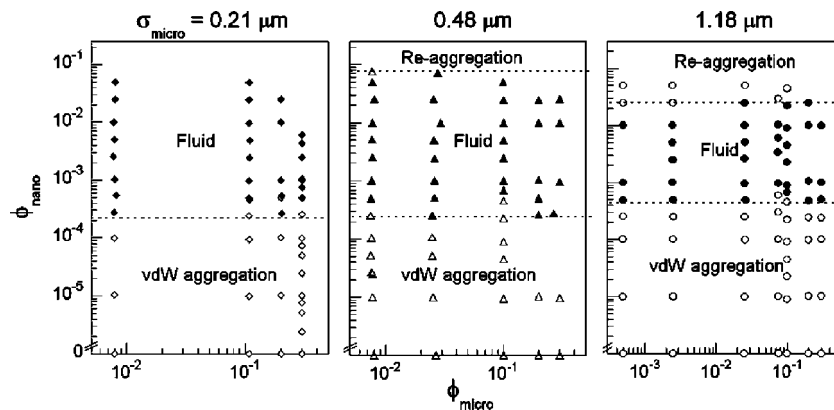 σmicro = 0.21 μm 0.48 μm 1.18 μm
Re-aggregation Re-aggregation
Fluid Fluid Fluid
vdW aggregation vdW aggregation vdW aggregation
ϕnano
10⁻¹
10⁻²
10⁻³
10⁻⁴
10⁻⁵
0
10⁻² 10⁻¹ 10⁻² 10⁻¹ 10⁻³ 10⁻² 10⁻¹
ϕmicro